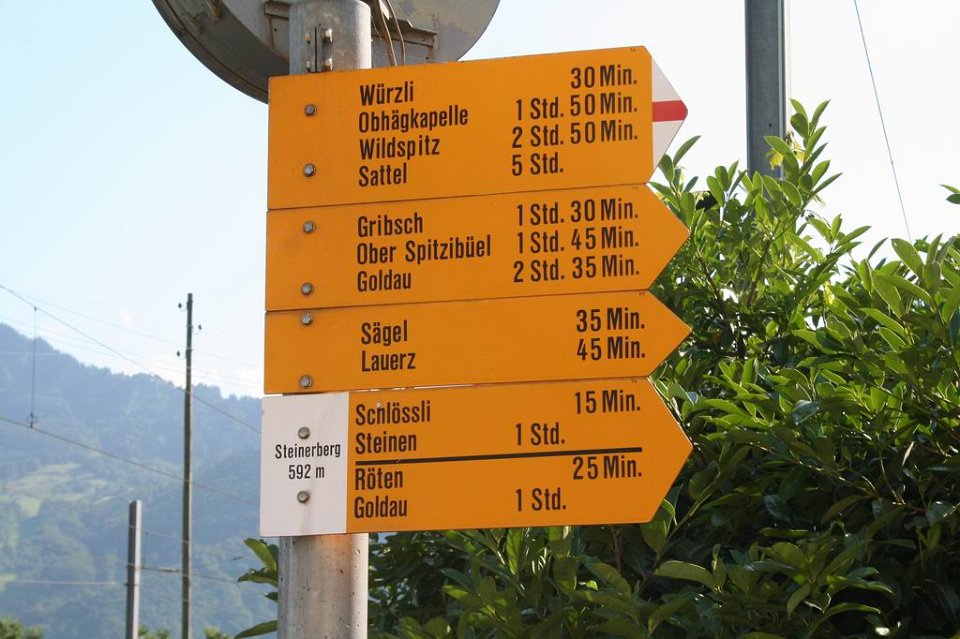 Würzli 30 Min.
Obhägkapelle 1 Std. 50 Min.
Wildspitz 2 Std. 50 Min.
Sattel 5 Std.
Gribsch 1 Std. 30 Min.
Ober Spitzibüel 1 Std. 45 Min.
Goldau 2 Std. 35 Min.
Sägel 35 Min.
Lauerz 45 Min.
Steinerberg
592 m
Schlössli 15 Min.
Steinen 1 Std.
Röten 25 Min.
Goldau 1 Std.